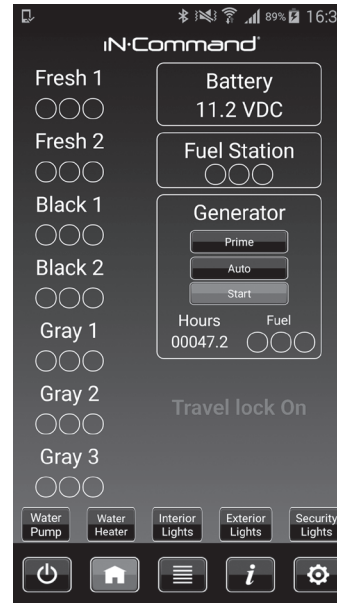 89% 16:3
iN·Command
Fresh 1
Fresh 2
Black 1
Black 2
Gray 1
Gray 2
Gray 3
Battery
11.2 VDC
Fuel Station
Generator
Prime
Auto
Start
Hours Fuel
00047.2
Travel lock On
Water Pump
Water Heater
Interior Lights
Exterior Lights
Security Lights
i